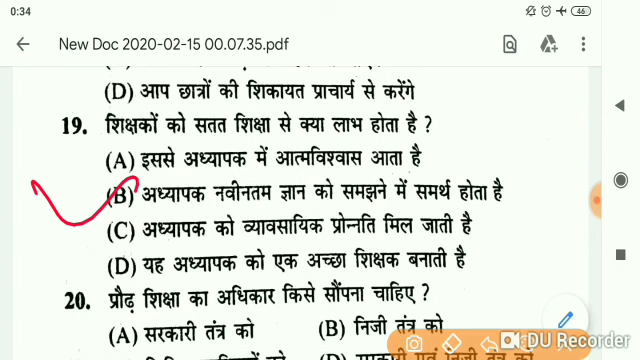 0:34
46
New Doc 2020-02-15 00.07.35.pdf
(D) आप छात्रों की शिकायत प्राचार्य से करेंगे
19. शिक्षकों को सतत शिक्षा से क्या लाभ होता है ?
(A) इससे अध्यापक में आत्मविश्वास आता है
(B) अध्यापक नवीनतम ज्ञान को समझने में समर्थ होता है
(C) अध्यापक को व्यावसायिक प्रोन्नति मिल जाती है
(D) यह अध्यापक को एक अच्छा शिक्षक बनाती है
20. प्रौढ़ शिक्षा का अधिकार किसे सौंपना चाहिए ?
(A) सरकारी तंत्र को (B) निजी तंत्र को
DU Recorder